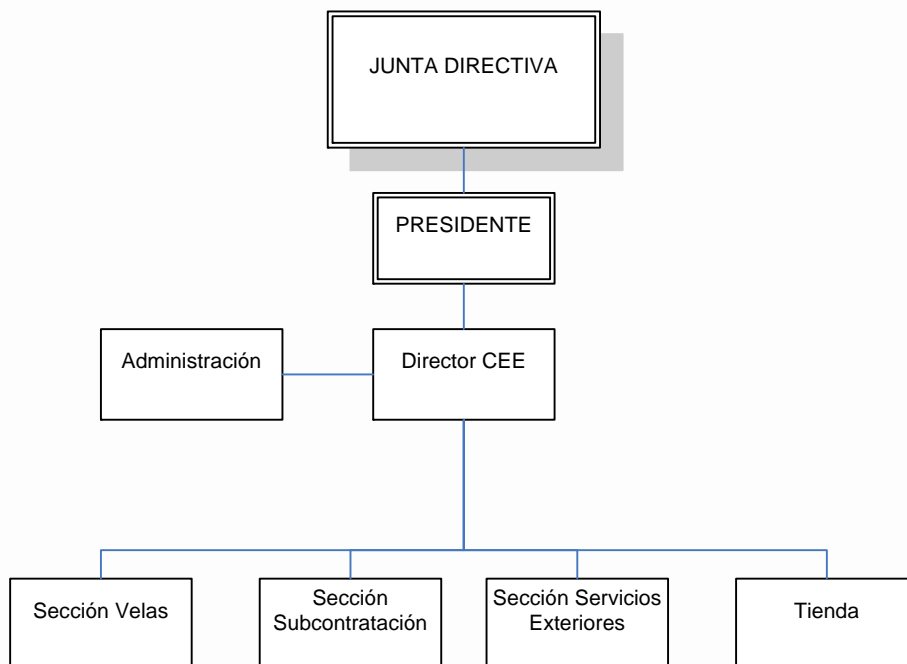 JUNTA DIRECTIVA
PRESIDENTE
Administración
Director CEE
Sección Velas
Sección
Subcontratación
Sección Servicios
Exteriores
Tienda